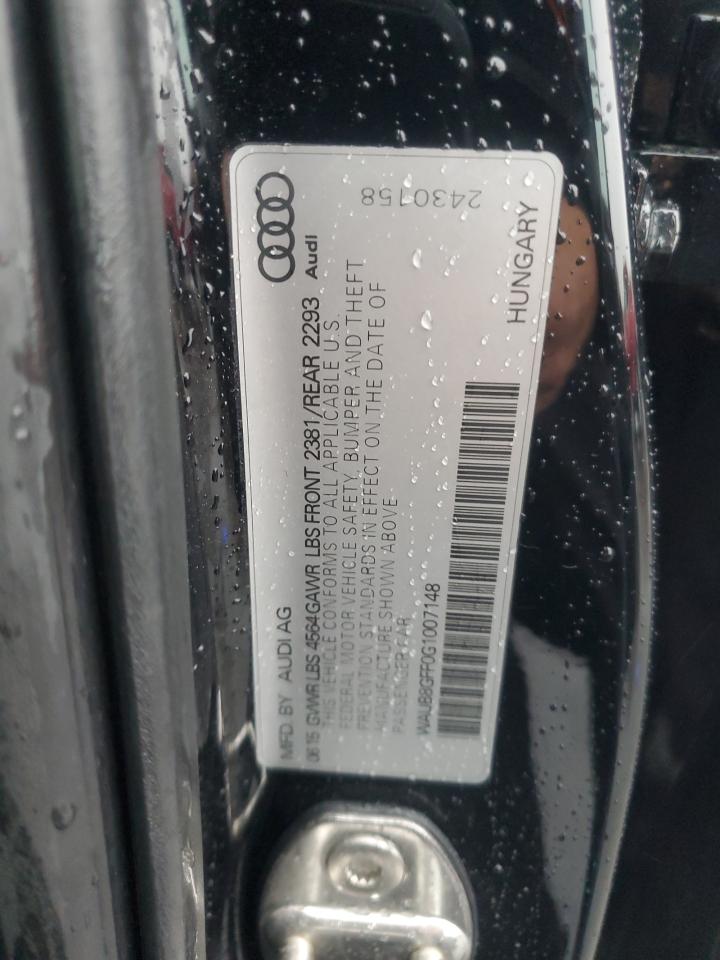 Audi
2430158
MFD. BY AUDI AG
06 15 GVWR LBS 4564 GAWR LBS FRONT 2381/REAR 2293
THIS VEHICLE CONFORMS TO ALL APPLICABLE U.S.
FEDERAL MOTOR VEHICLE SAFETY, BUMPER AND THEFT
PREVENTION STANDARDS IN EFFECT ON THE DATE OF
MANUFACTURE SHOWN ABOVE
PASSENGER CAR
WAUB8GFF0G1007148
HUNGARY